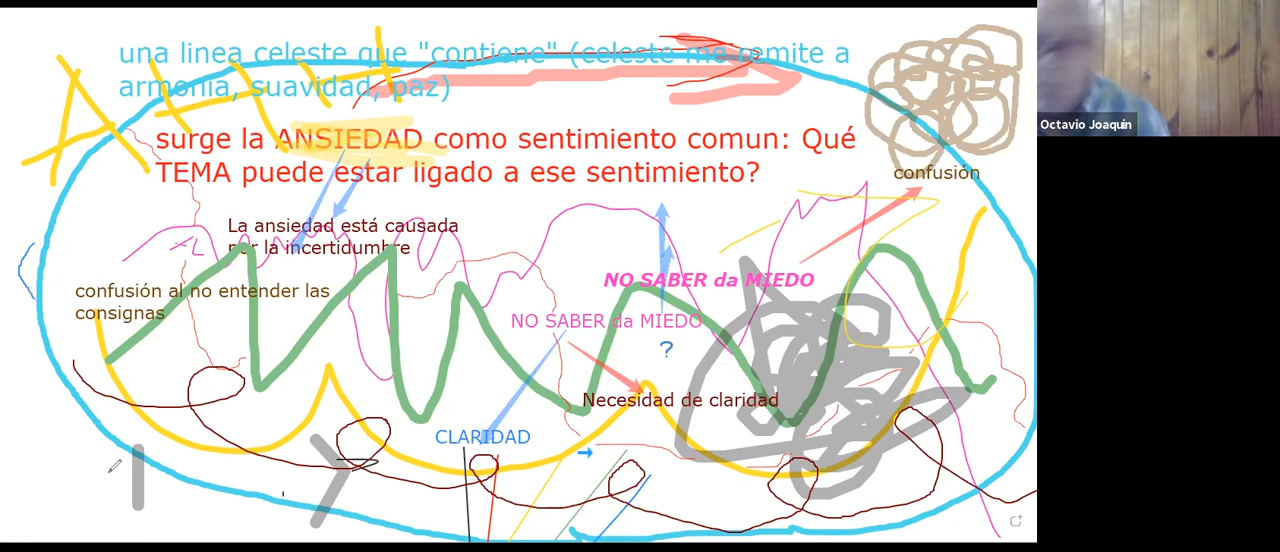 una linea celeste que "contiene" (celeste me remite a
armonia, suavidad, paz)
AHHH
surge la ANSIEDAD como sentimiento comun: Qué
TEMA puede estar ligado a ese sentimiento?
confusión
La ansiedad está causada
por la incertidumbre
confusión al no entender las
consignas
NO SABER da MIEDO
NO SABER da MIEDO
?
Necesidad de claridad
CLARIDAD
Octavio Joaquin